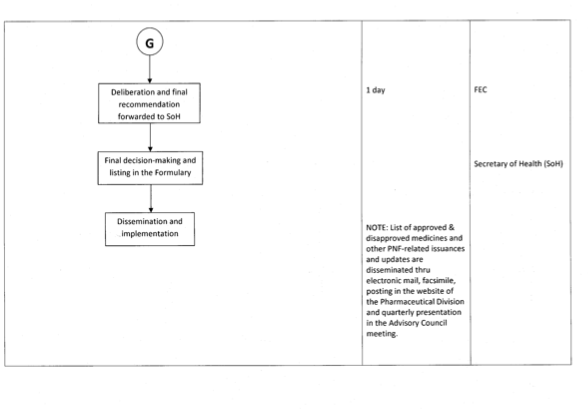 G
Deliberation and final
recommendation
forwarded to SoH
1 day
FEC
Final decision-making and
listing in the Formulary
Secretary of Health (SoH)
Dissemination and
implementation
NOTE: List of approved &
disapproved medicines and
other PNF-related issuances
and updates are
disseminated thru
electronic mail, facsimile,
posting in the website of
the Pharmaceutical Division
and quarterly presentation
in the Advisory Council
meeting.